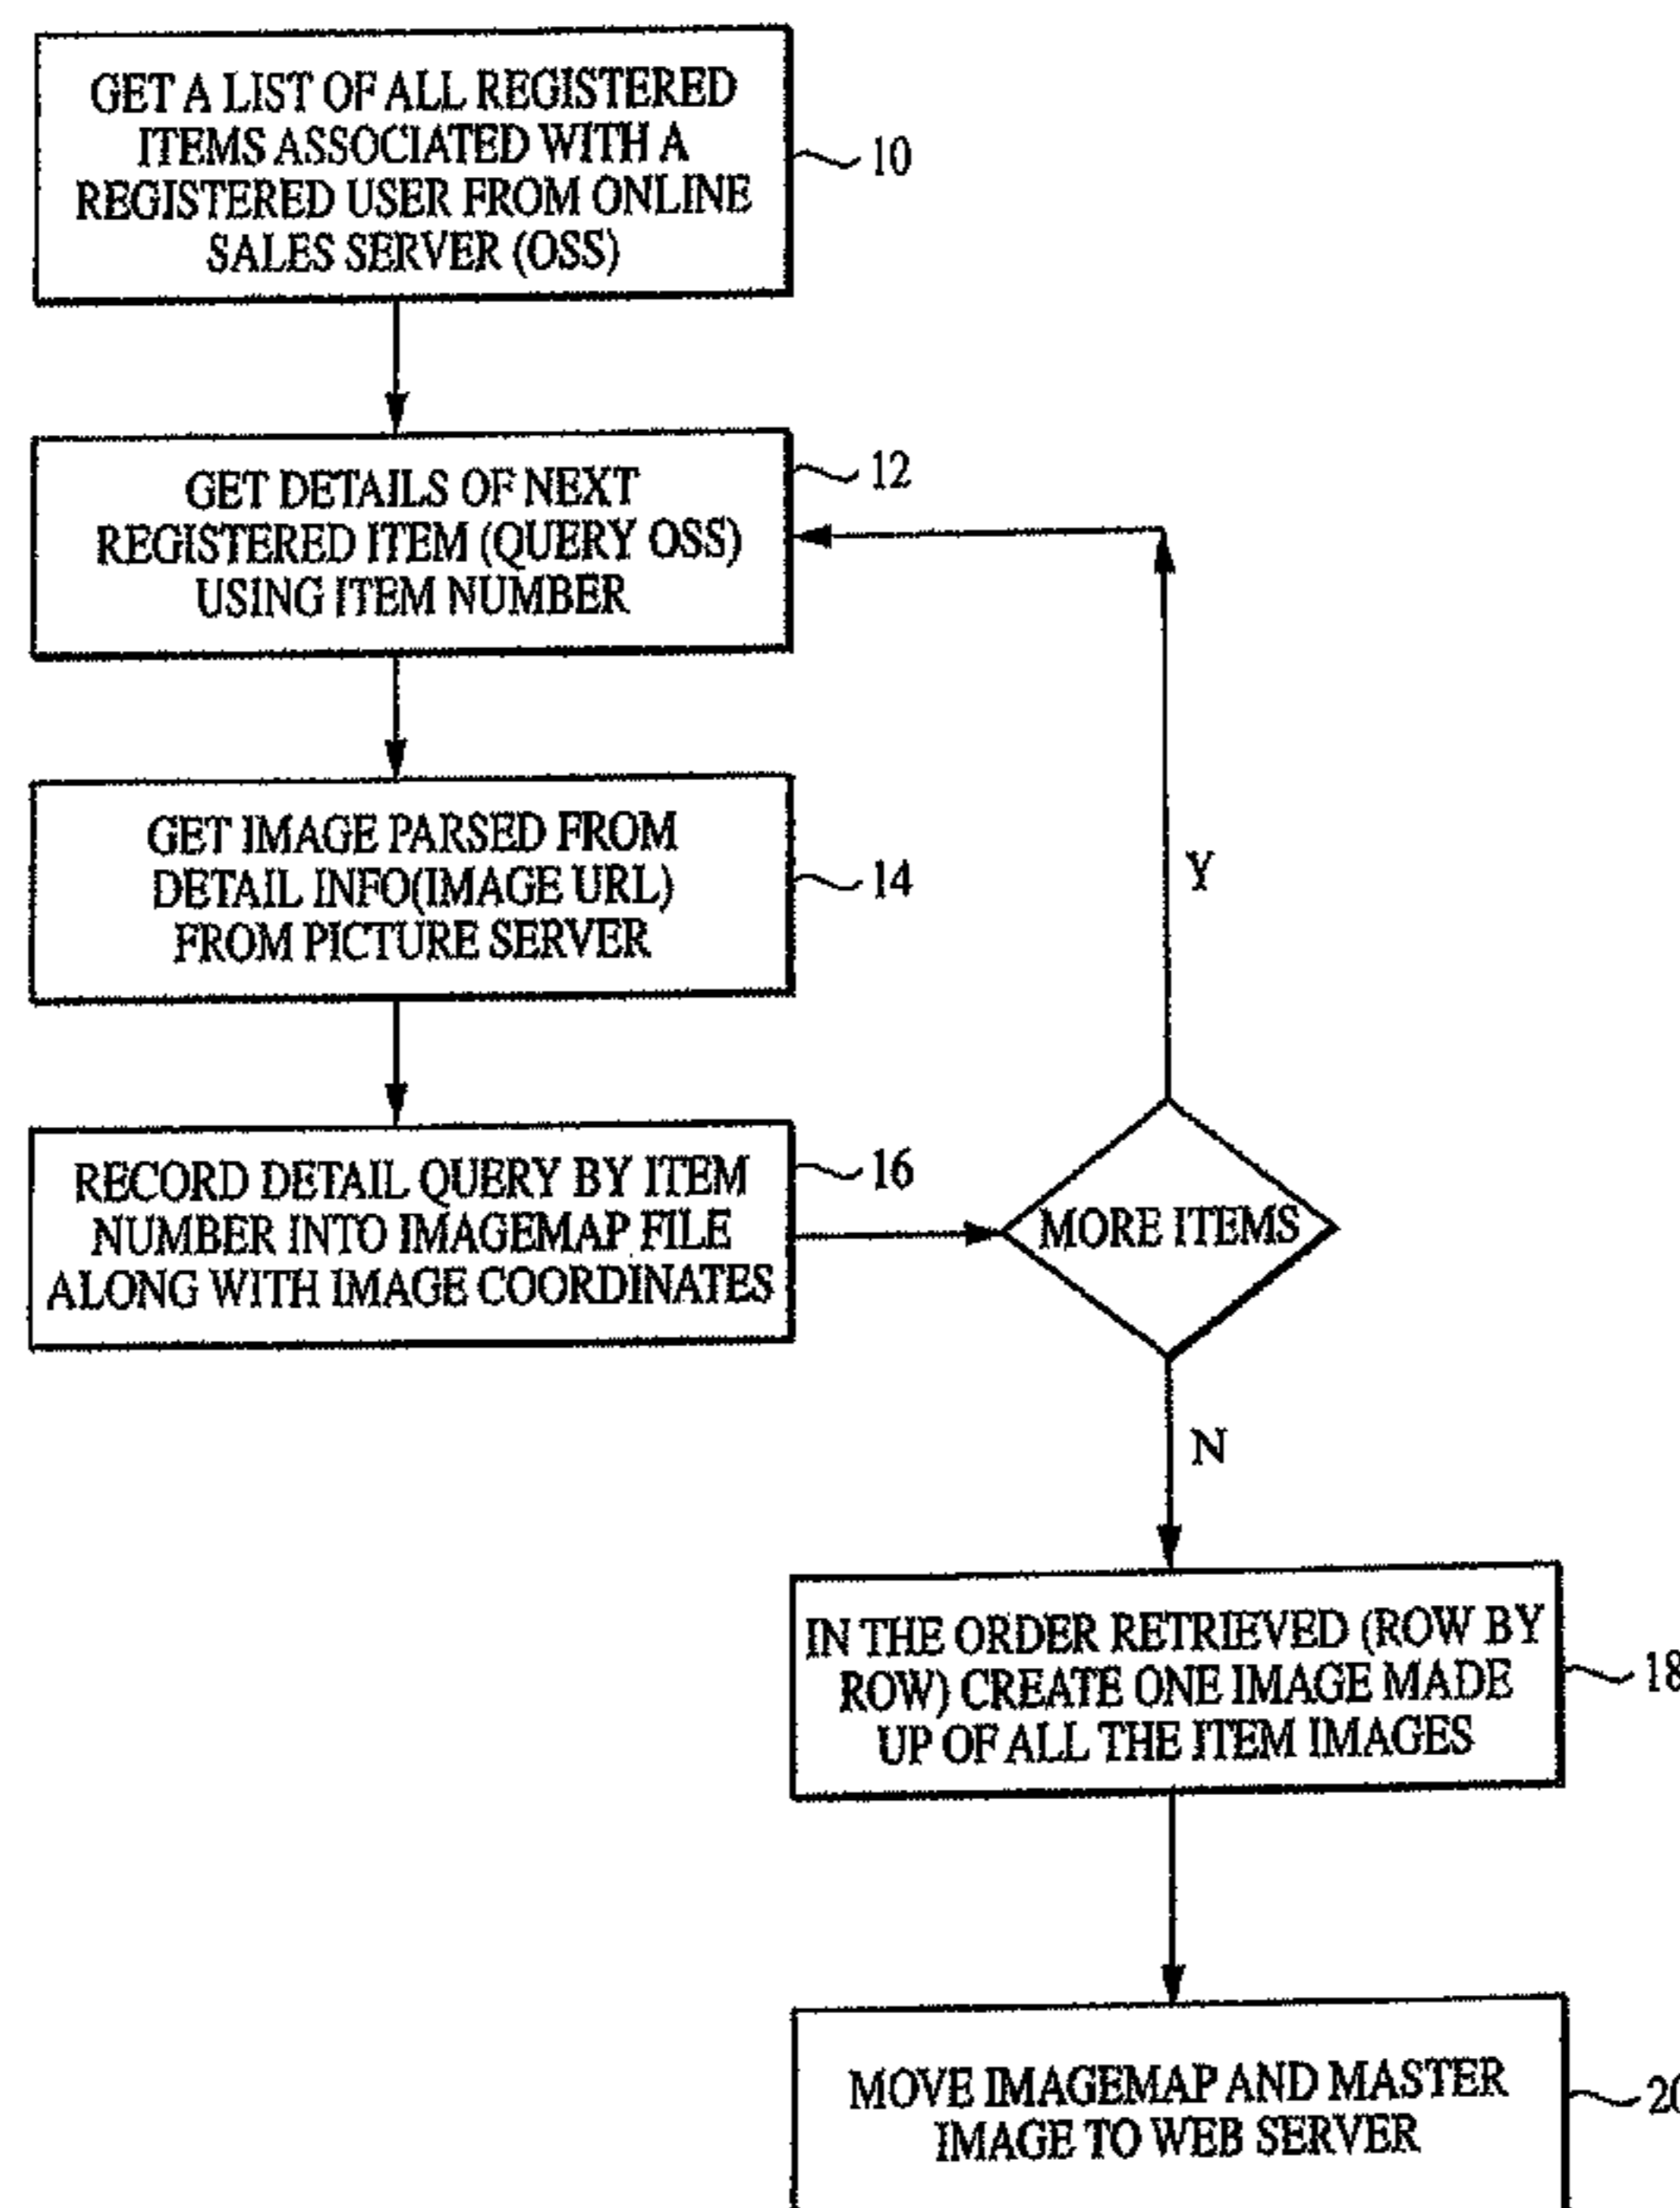 GET A LIST OF ALL REGISTERED
ITEMS ASSOCIATED WITH A
REGISTERED USER FROM ONLINE
SALES SERVER (OSS)
10
GET DETAILS OF NEXT
REGISTERED ITEM (QUERY OSS)
USING ITEM NUMBER
12
GET IMAGE PARSED FROM
DETAIL INFO(IMAGE URL)
FROM PICTURE SERVER
14
Y
RECORD DETAIL QUERY BY ITEM
NUMBER INTO IMAGEMAP FILE
ALONG WITH IMAGE COORDINATES
16
MORE ITEMS
N
IN THE ORDER RETRIEVED (ROW BY
ROW) CREATE ONE IMAGE MADE
UP OF ALL THE ITEM IMAGES
18
MOVE IMAGEMAP AND MASTER
IMAGE TO WEB SERVER
20